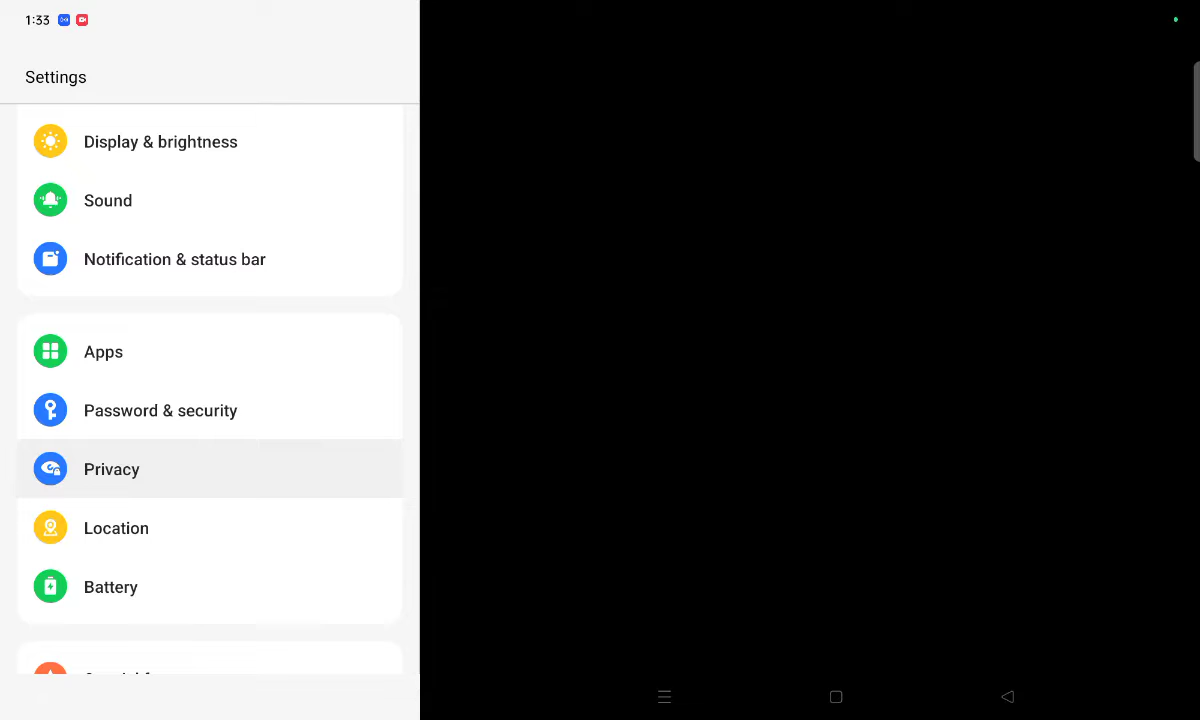 1:33
Settings
Display & brightness
Sound
Notification & status bar
Apps
Password & security
Privacy
Location
Battery